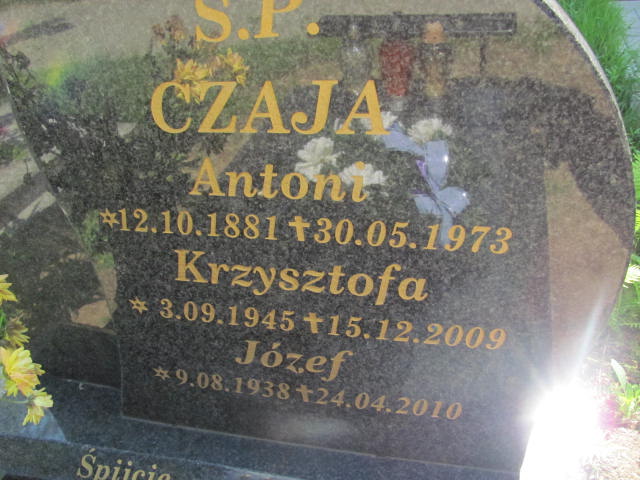 Ś.P.
CZAJA
Antoni
*12.10.1881 ✝30.05.1973
Krzysztofa
* 3.09.1945 ✝15.12.2009
Józef
*9.08.1938 ✝24.04.2010
Śpijcie